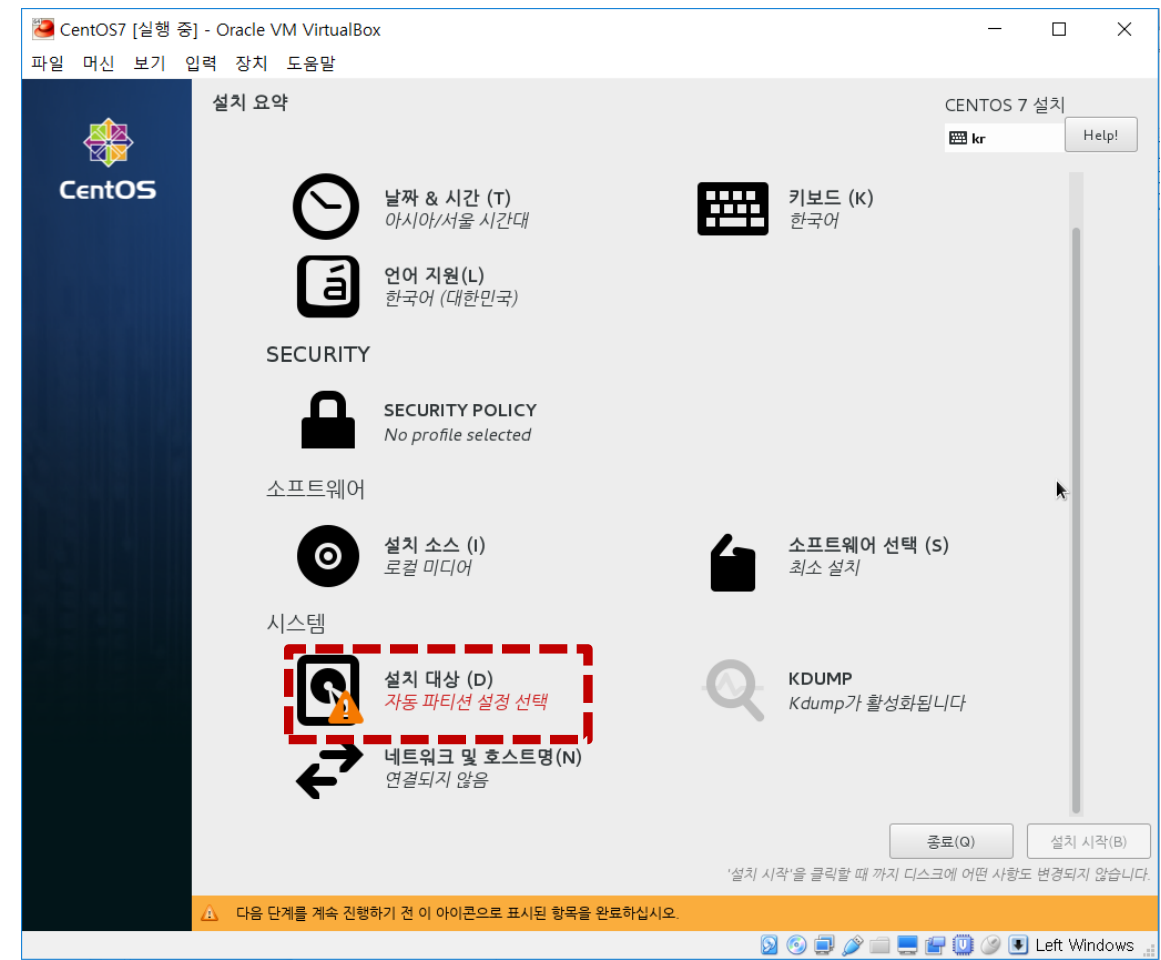 CentOS7 [실행 중] - Oracle VM VirtualBox
파일 머신 보기 입력 장치 도움말
설치 요약
CENTOS 7 설치
kr
Help!
CentOS
날짜 & 시간 (T)
아시아/서울 시간대
키보드 (K)
한국어
á
언어 지원(L)
한국어 (대한민국)
SECURITY
SECURITY POLICY
No profile selected
소프트웨어
설치 소스 (I)
로컬 미디어
소프트웨어 선택 (S)
최소 설치
시스템
설치 대상 (D)
자동 파티션 설정 선택
KDUMP
Kdump가 활성화됩니다
네트워크 및 호스트명(N)
연결되지 않음
종료(Q)
설치 시작(B)
'설치 시작'을 클릭할 때 까지 디스크에 어떤 사항도 변경되지 않습니다.
다음 단계를 계속 진행하기 전 이 아이콘으로 표시된 항목을 완료하십시오.
Left Windows